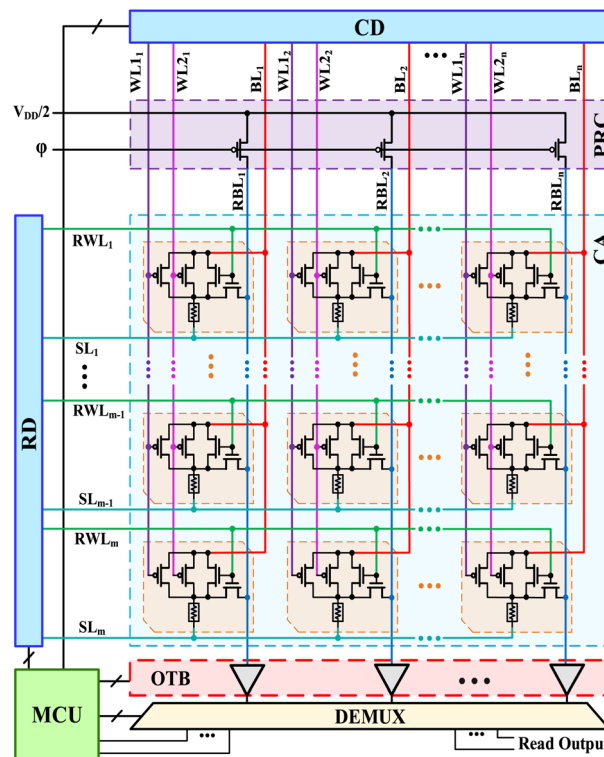 CD
WL1₁
WL2₁
BL₁
WL1₂
WL2₂
BL₂
WL1ₙ
WL2ₙ
BLₙ
V_DD/2
φ
PRC
RBL₁
RBL₂
RBLₙ
CA
RD
RWL₁
SL₁
RWLₘ₋₁
SLₘ₋₁
RWLₘ
SLₘ
OTB
MCU
DEMUX
Read Output